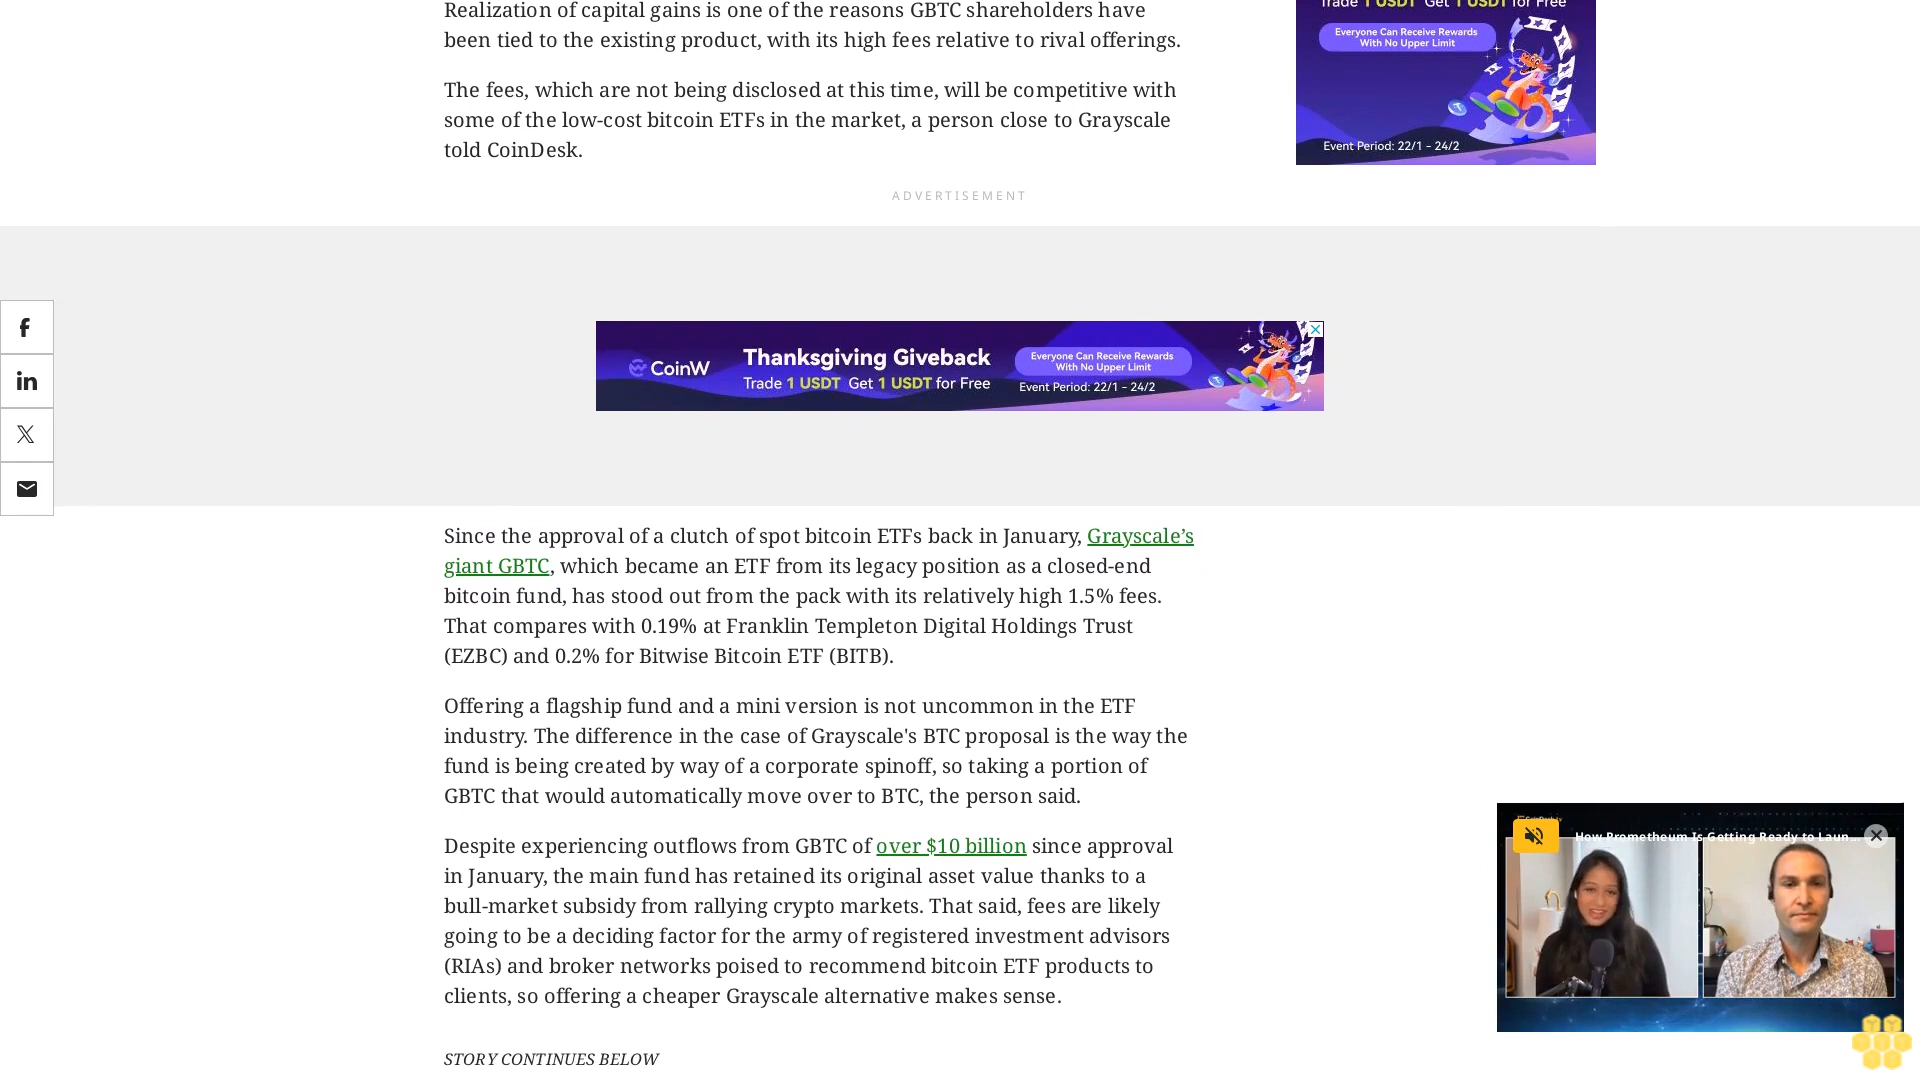 Realization of capital gains is one of the reasons GBTC shareholders have
been tied to the existing product, with its high fees relative to rival offerings.
The fees, which are not being disclosed at this time, will be competitive with
some of the low-cost bitcoin ETFs in the market, a person close to Grayscale
told CoinDesk.
Trade 1 USDT Get 1 USDT for Free
Everyone Can Receive Rewards
With No Upper Limit
Event Period: 22/1 - 24/2
ADVERTISEMENT
CoinW
Thanksgiving Giveback
Trade 1 USDT Get 1 USDT for Free
Everyone Can Receive Rewards
With No Upper Limit
Event Period: 22/1 - 24/2
Since the approval of a clutch of spot bitcoin ETFs back in January, Grayscale’s
giant GBTC, which became an ETF from its legacy position as a closed-end
bitcoin fund, has stood out from the pack with its relatively high 1.5% fees.
That compares with 0.19% at Franklin Templeton Digital Holdings Trust
(EZBC) and 0.2% for Bitwise Bitcoin ETF (BITB).
Offering a flagship fund and a mini version is not uncommon in the ETF
industry. The difference in the case of Grayscale's BTC proposal is the way the
fund is being created by way of a corporate spinoff, so taking a portion of
GBTC that would automatically move over to BTC, the person said.
Despite experiencing outflows from GBTC of over $10 billion since approval
in January, the main fund has retained its original asset value thanks to a
bull-market subsidy from rallying crypto markets. That said, fees are likely
going to be a deciding factor for the army of registered investment advisors
(RIAs) and broker networks poised to recommend bitcoin ETF products to
clients, so offering a cheaper Grayscale alternative makes sense.
STORY CONTINUES BELOW
How Prometheum Is Getting Ready to Laun...